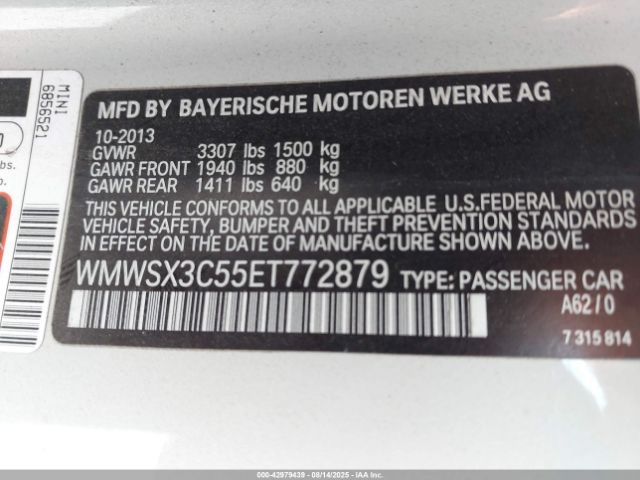 MINI
6856521
MFD BY BAYERISCHE MOTOREN WERKE AG
10-2013
GVWR 3307 lbs 1500 kg
GAWR FRONT 1940 lbs 880 kg
GAWR REAR 1411 lbs 640 kg
THIS VEHICLE CONFORMS TO ALL APPLICABLE U.S.FEDERAL MOTOR
VEHICLE SAFETY, BUMPER AND THEFT PREVENTION STANDARDS
IN EFFECT ON THE DATE OF MANUFACTURE SHOWN ABOVE.
WMWSX3C55ET772879 TYPE: PASSENGER CAR
A62/0
7 315 814
000-42979439 - 08/14/2025 - IAAI.CA